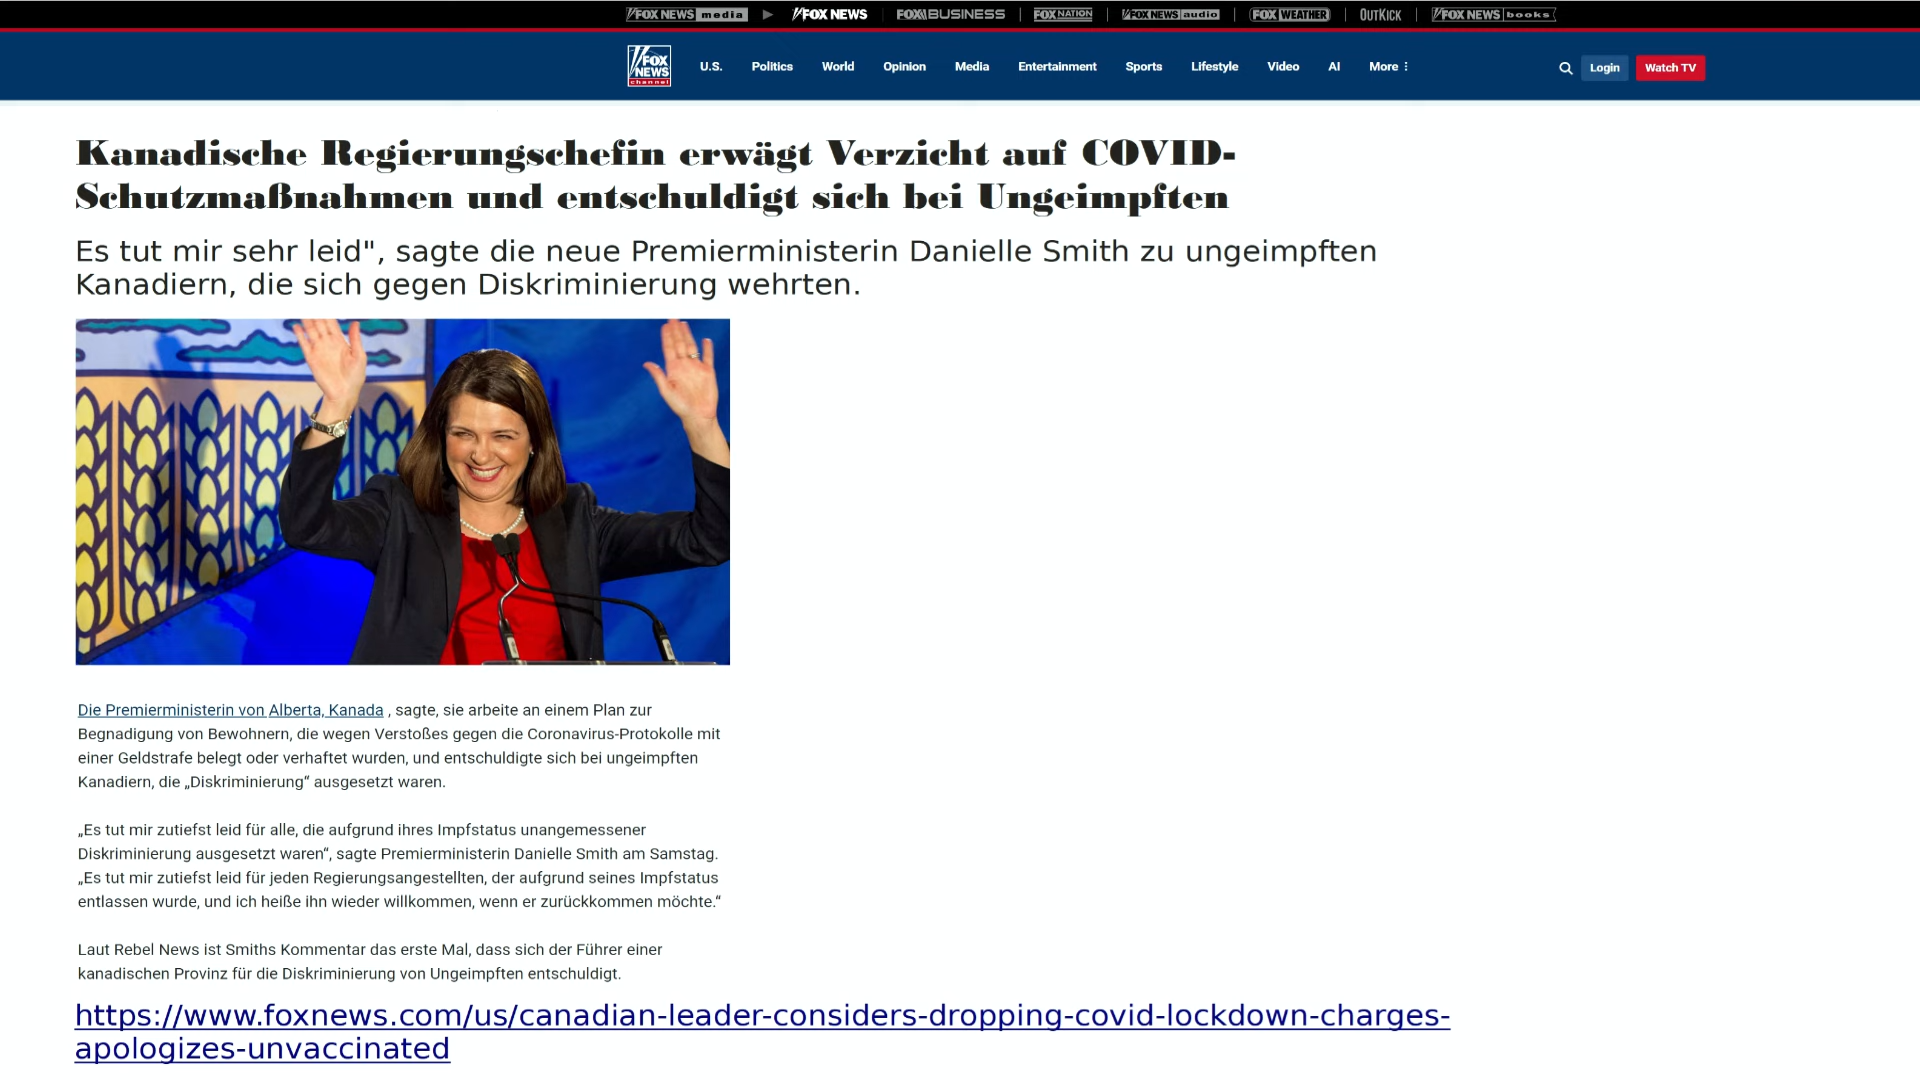 FOX NEWS media
FOX NEWS
FOX BUSINESS
FOX NATION
FOX NEWS audio
FOX WEATHER
OUTKICK
FOX NEWS books
FOX
NEWS
channel
U.S.
Politics
World
Opinion
Media
Entertainment
Sports
Lifestyle
Video
AI
More
Login
Watch TV
Kanadische Regierungschefin erwägt Verzicht auf COVID-
Schutzmaßnahmen und entschuldigt sich bei Ungeimpften
Es tut mir sehr leid", sagte die neue Premierministerin Danielle Smith zu ungeimpften
Kanadiern, die sich gegen Diskriminierung wehrten.
Die Premierministerin von Alberta, Kanada , sagte, sie arbeite an einem Plan zur
Begnadigung von Bewohnern, die wegen Verstoßes gegen die Coronavirus-Protokolle mit
einer Geldstrafe belegt oder verhaftet wurden, und entschuldigte sich bei ungeimpften
Kanadiern, die „Diskriminierung“ ausgesetzt waren.
„Es tut mir zutiefst leid für alle, die aufgrund ihres Impfstatus unangemessener
Diskriminierung ausgesetzt waren“, sagte Premierministerin Danielle Smith am Samstag.
„Es tut mir zutiefst leid für jeden Regierungsangestellten, der aufgrund seines Impfstatus
entlassen wurde, und ich heiße ihn wieder willkommen, wenn er zurückkommen möchte.“
Laut Rebel News ist Smiths Kommentar das erste Mal, dass sich der Führer einer
kanadischen Provinz für die Diskriminierung von Ungeimpften entschuldigt.
https://www.foxnews.com/us/canadian-leader-considers-dropping-covid-lockdown-charges-
apologizes-unvaccinated